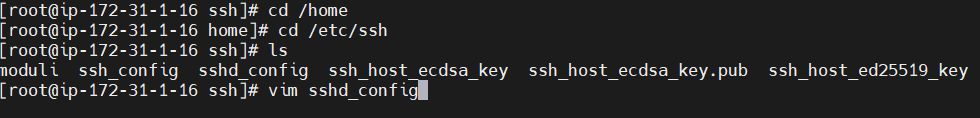 [root@ip-172-31-1-16 ssh]# cd /home
[root@ip-172-31-1-16 home]# cd /etc/ssh
[root@ip-172-31-1-16 ssh]# ls
moduli  ssh_config  sshd_config  ssh_host_ecdsa_key  ssh_host_ecdsa_key.pub  ssh_host_ed25519_key
[root@ip-172-31-1-16 ssh]# vim sshd_config